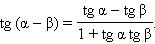 tg (α – β) = tg α – tg β / 1 + tg α tg β.